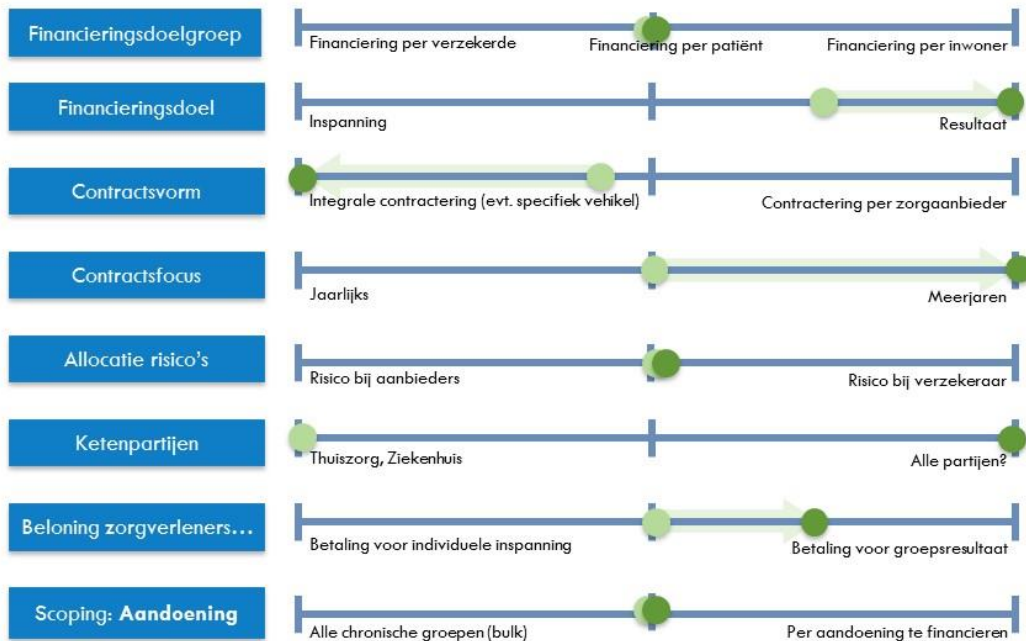 Financieringsdoelgroep
Financiering per verzekerde
Financiering per patiënt
Financiering per inwoner
Financieringsdoel
Inspanning
Resultaat
Contractsvorm
Integrale contractering (evt. specifiek vehikel)
Contractering per zorgaanbieder
Contractsfocus
Jaarlijks
Meerjaren
Allocatie risico's
Risico bij aanbieders
Risico bij verzekeraar
Ketenpartijen
Thuiszorg, Ziekenhuis
Alle partijen?
Beloning zorgverleners…
Betaling voor individuele inspanning
Betaling voor groepsresultaat
Scoping: Aandoening
Alle chronische groepen (bulk)
Per aandoening te financieren